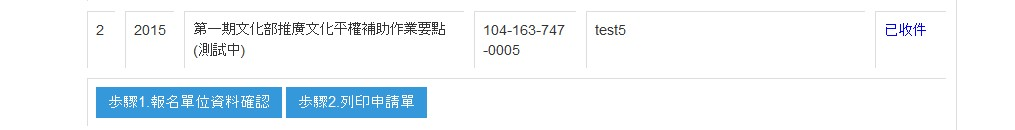 2 2015 第一期文化部推廣文化平權補助作業要點 104-163-747 test5 已收件
(測試中) -0005
步驟1.報名單位資料確認 步驟2.列印申請單